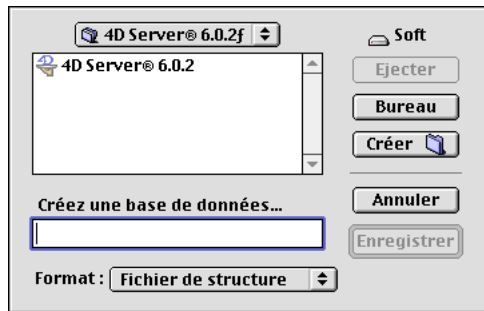 4D Server® 6.0.2ƒ
Soft
4D Server® 6.0.2
Ejecter
Bureau
Créer
Créez une base de données...
Annuler
Enregistrer
Format : Fichier de structure